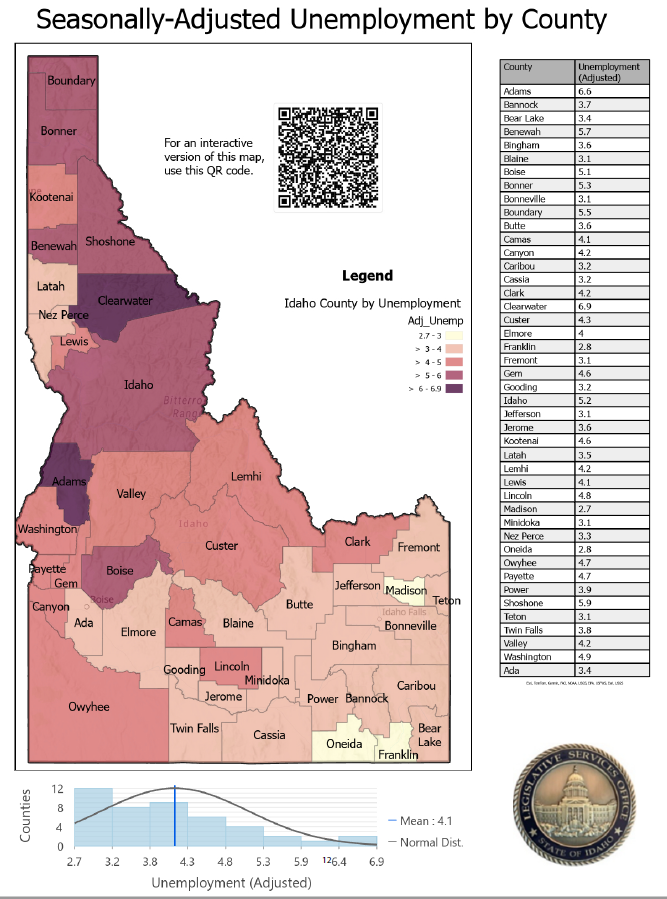 Seasonally-Adjusted Unemployment by County
Boundary
Bonner
Kootenai
Benewah
Shoshone
Latah
Clearwater
Nez Perce
Lewis
Idaho
Bitterro
Range
Adams
Valley
Lemhi
Washington
Idaho
Custer
Payette
Gem
Boise
Clark
Fremont
Canyon
Boise
Ada
Elmore
Camas
Blaine
Butte
Jefferson
Madison
Teton
Idaho Falls
Bonneville
Bingham
Gooding
Lincoln
Minidoka
Jerome
Owyhee
Power
Bannock
Caribou
Twin Falls
Cassia
Oneida
Franklin
Bear
Lake
For an interactive
version of this map,
use this QR code.
Legend
Idaho County by Unemployment
Adj_Unemp
2.7 - 3
> 3 - 4
> 4 - 5
> 5 - 6
> 6 - 6.9
County Unemployment
(Adjusted)
Adams 6.6
Bannock 3.7
Bear Lake 3.4
Benewah 5.7
Bingham 3.6
Blaine 3.1
Boise 5.1
Bonner 5.3
Bonneville 3.1
Boundary 5.5
Butte 3.6
Camas 4.1
Canyon 4.2
Caribou 3.2
Cassia 3.2
Clark 4.2
Clearwater 6.9
Custer 4.3
Elmore 4
Franklin 2.8
Fremont 3.1
Gem 4.6
Gooding 3.2
Idaho 5.2
Jefferson 3.1
Jerome 3.6
Kootenai 4.6
Latah 3.5
Lemhi 4.2
Lewis 4.1
Lincoln 4.8
Madison 2.7
Minidoka 3.1
Nez Perce 3.3
Oneida 2.8
Owyhee 4.7
Payette 4.7
Power 3.9
Shoshone 5.9
Teton 3.1
Twin Falls 3.8
Valley 4.2
Washington 4.9
Ada 3.4
LEGISLATIVE SERVICES OFFICE
STATE OF IDAHO
Counties
12
8
4
0
2.7 3.2 3.8 4.3 4.8 5.3 5.9 12 6.4 6.9
Unemployment (Adjusted)
Mean : 4.1
Normal Dist.